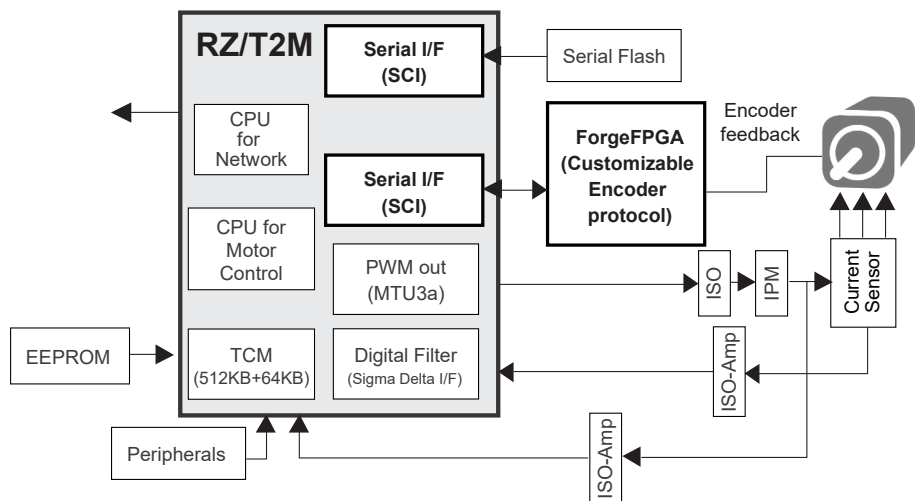 RZ/T2M
Serial I/F
(SCI)
Serial Flash
CPU
for
Network
ForgeFPGA
(Customizable
Encoder
protocol)
Encoder
feedback
Serial I/F
(SCI)
CPU for
Motor
Control
PWM out
(MTU3a)
ISO
IPM
Current
Sensor
EEPROM
TCM
(512KB+64KB)
Digital Filter
(Sigma Delta I/F)
ISO-Amp
Peripherals
ISO-Amp